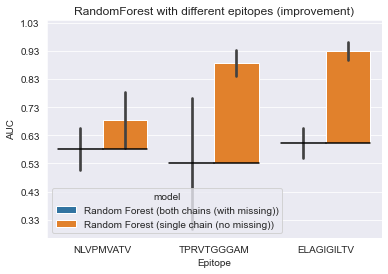 RandomForest with different epitopes (improvement)
1.03
0.93
0.83
0.73
0.63
0.53
0.43
0.33
AUC
model
Random Forest (both chains (with missing))
Random Forest (single chain (no missing))
NLVPMVATV TPRVTGGGAM ELAGIGILTV
Epitope